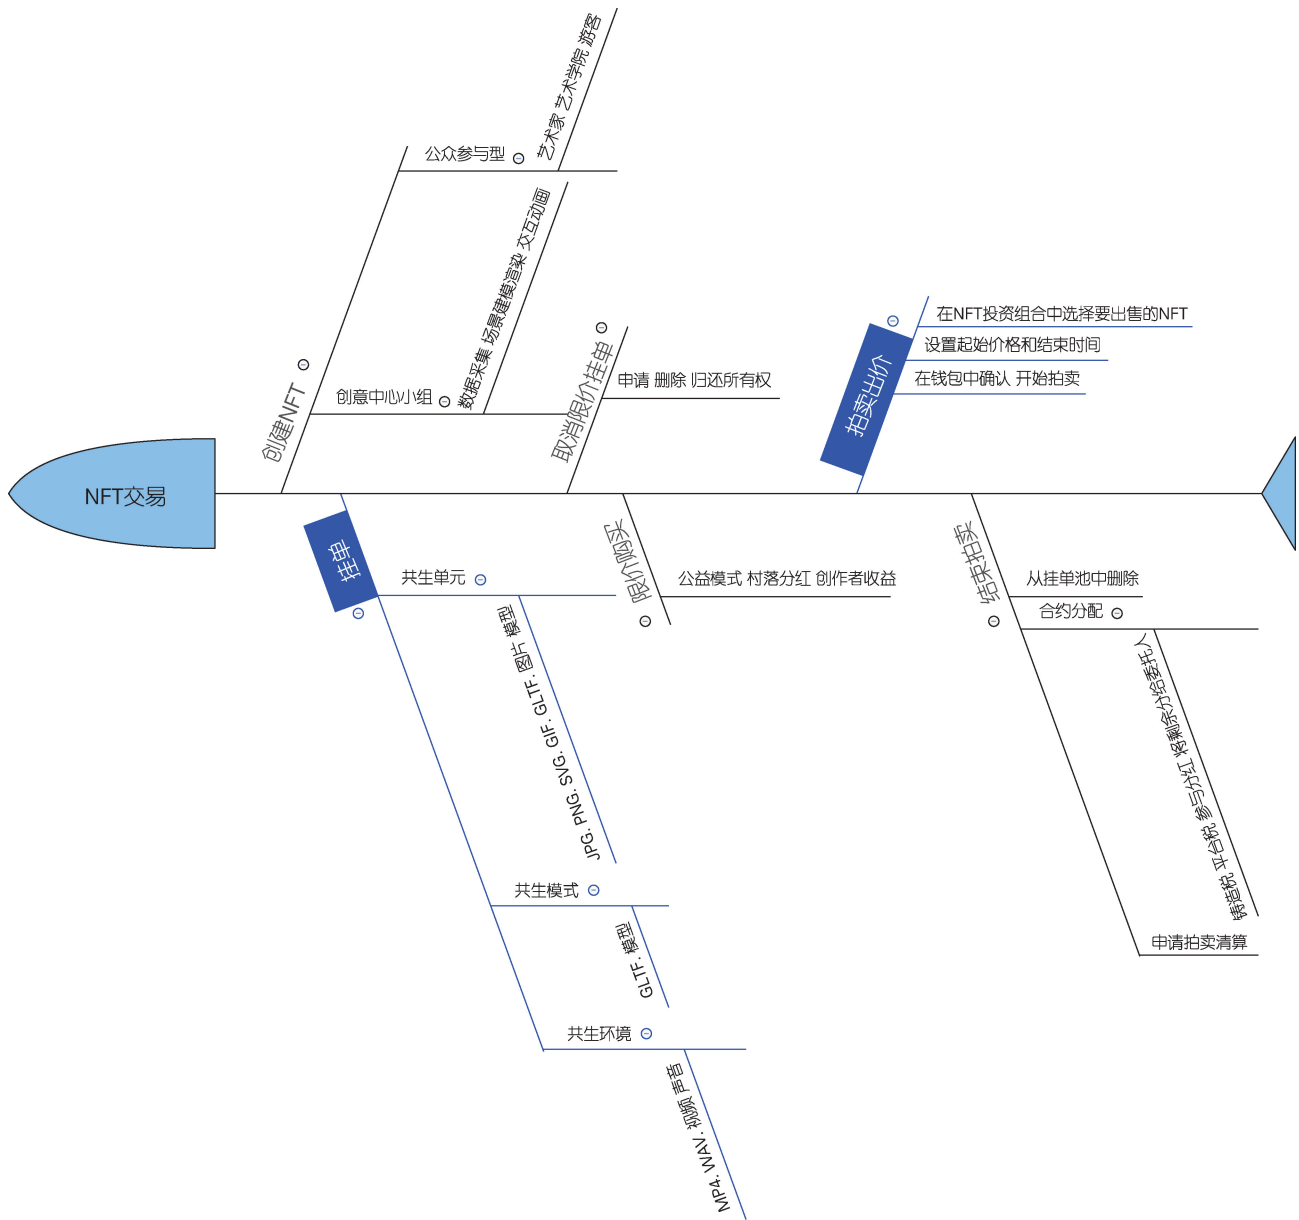 NFT交易
创建NFT
公众参与型
艺术家 艺术学院 游客
创意中心小组
数据采集 场景建模渲染 交互动画
挂单
共生单元
JPG. PNG. SVG. GIF. GLTF. 图片 模型
共生模式
GLTF. 模型
共生环境
MP4. WAV. 视频 声音
取消限价挂单
申请 删除 归还所有权
限价购买
公益模式 村落分红 创作者收益
拍卖出价
在NFT投资组合中选择要出售的NFT
设置起始价格和结束时间
在钱包中确认 开始拍卖
结束拍卖
从挂单池中删除
合约分配
铸造税 平台税 参与分红 将剩余分给委托人
申请拍卖清算